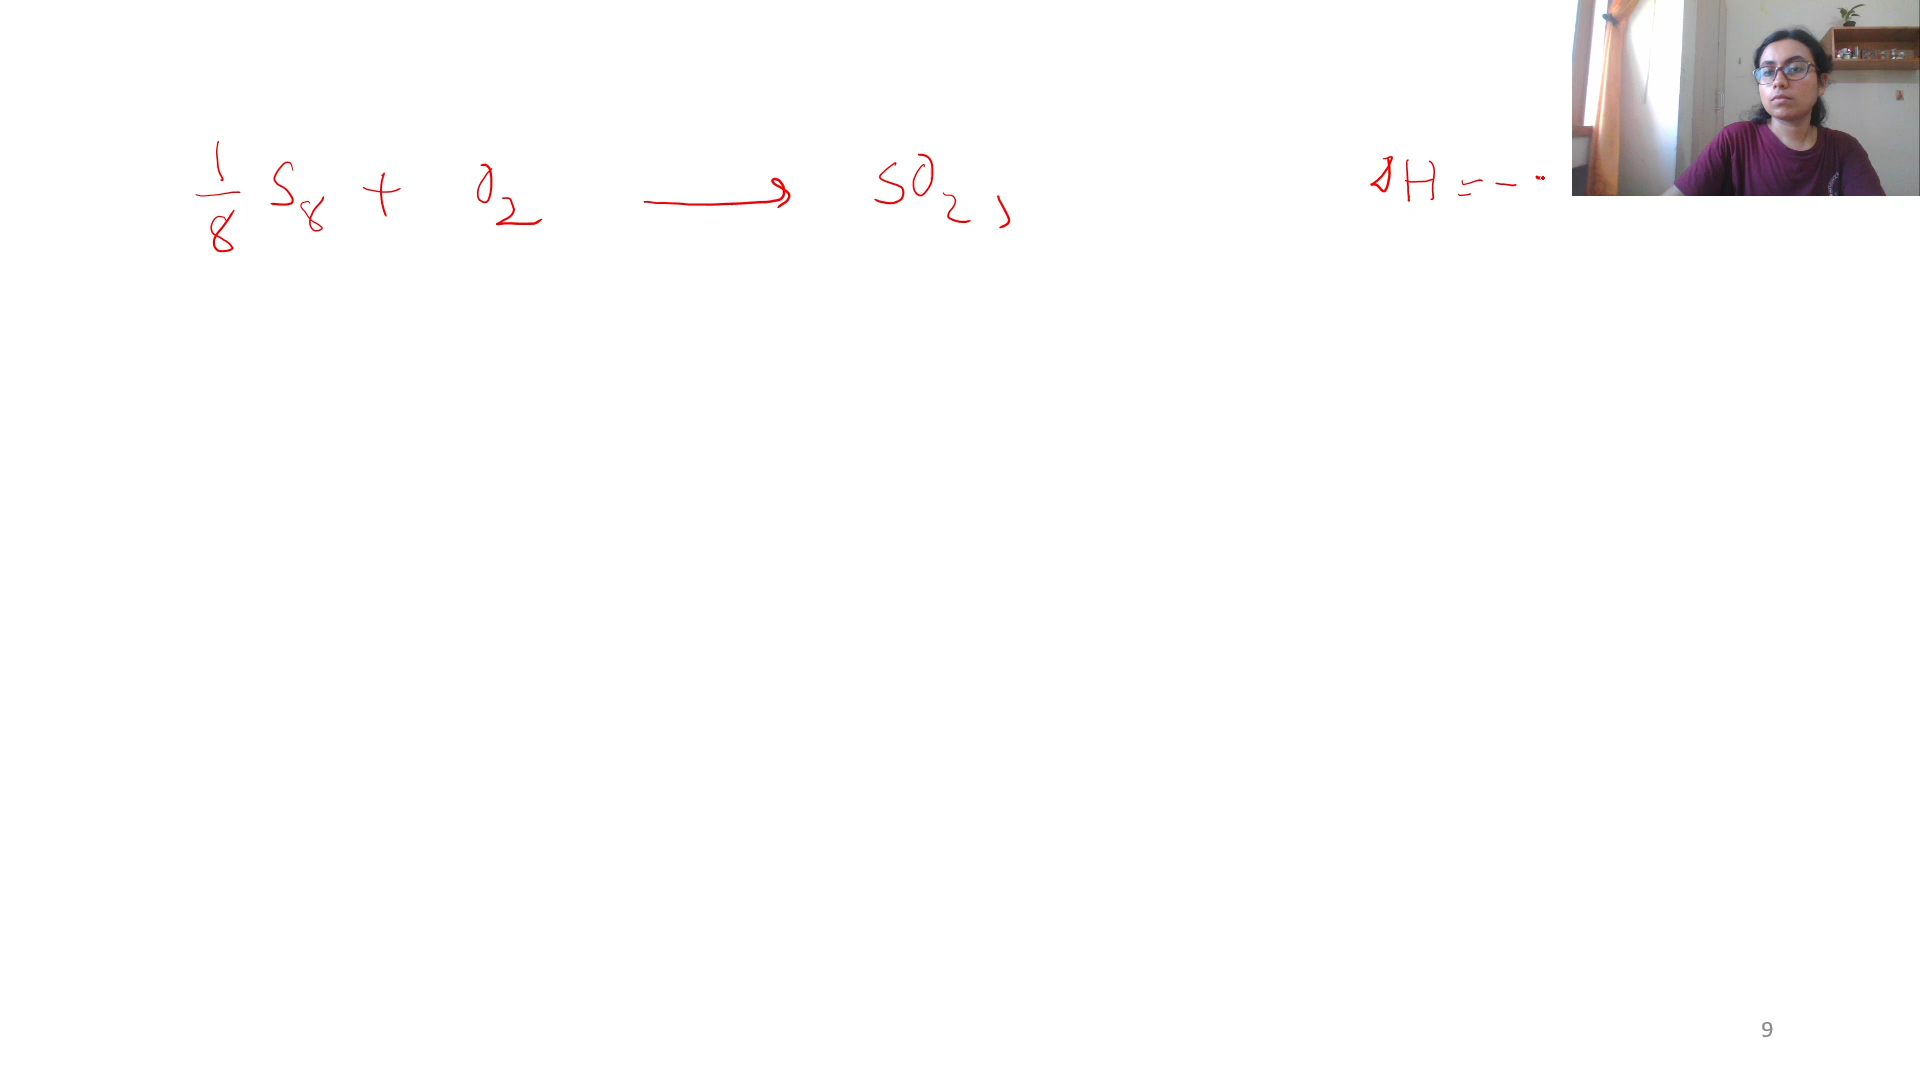 1/8 S₈ + O₂ → SO₂, ΔH = - ..
9